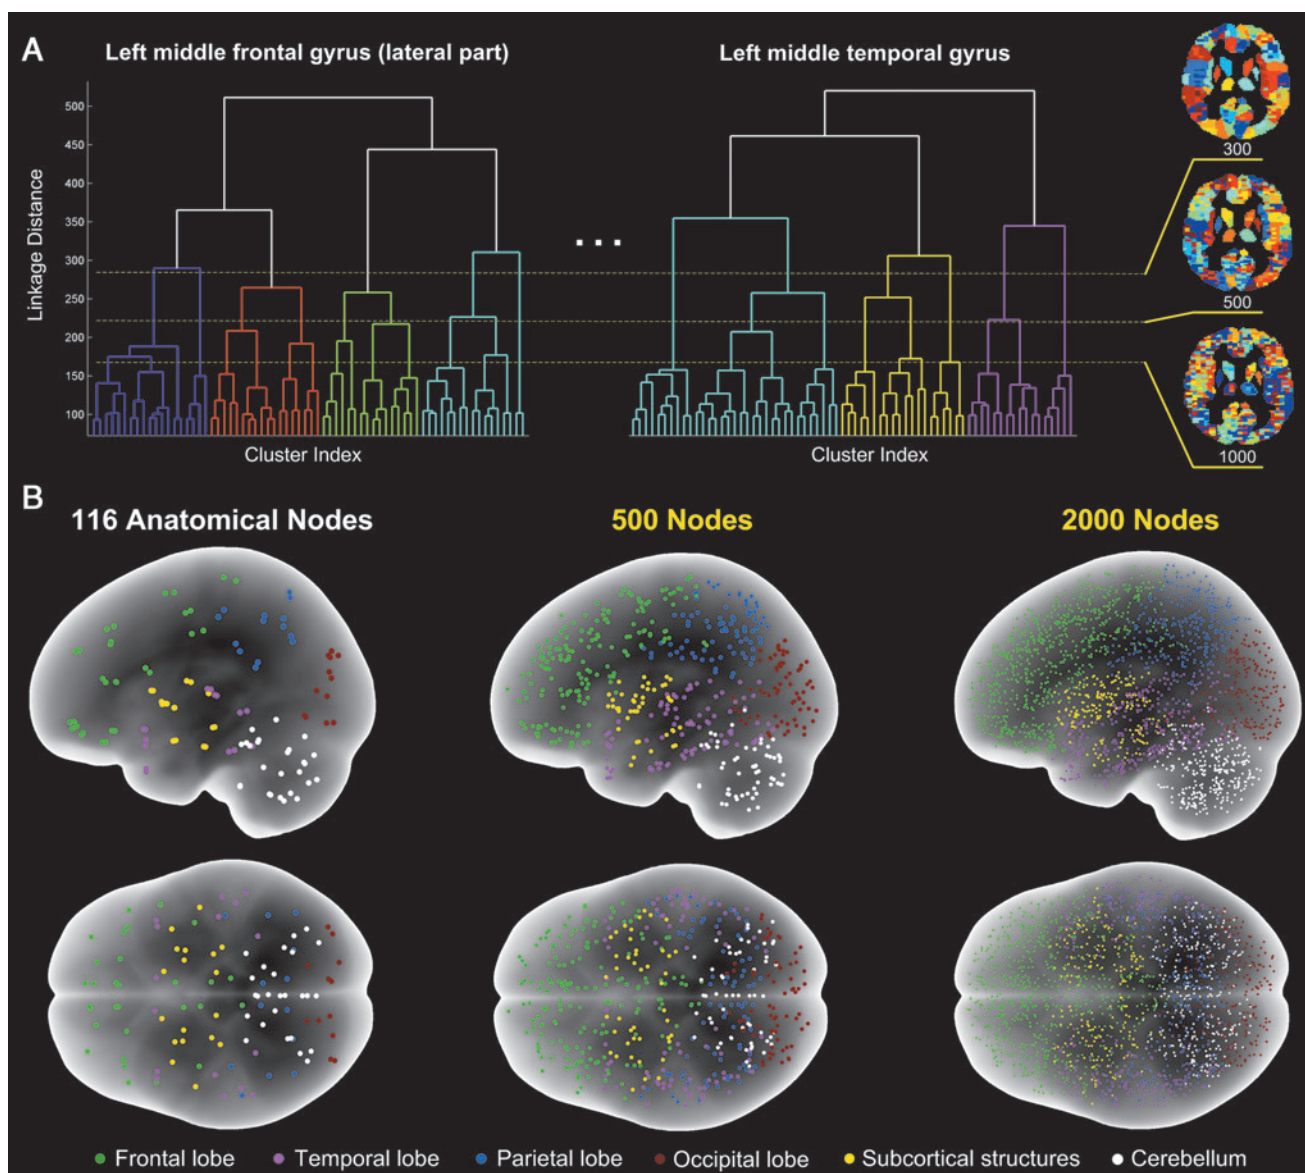 A
Left middle frontal gyrus (lateral part)
Left middle temporal gyrus
Linkage Distance
500
450
400
350
300
250
200
150
100
...
300
500
1000
Cluster Index
Cluster Index
B
116 Anatomical Nodes
500 Nodes
2000 Nodes
Frontal lobe
Temporal lobe
Parietal lobe
Occipital lobe
Subcortical structures
Cerebellum